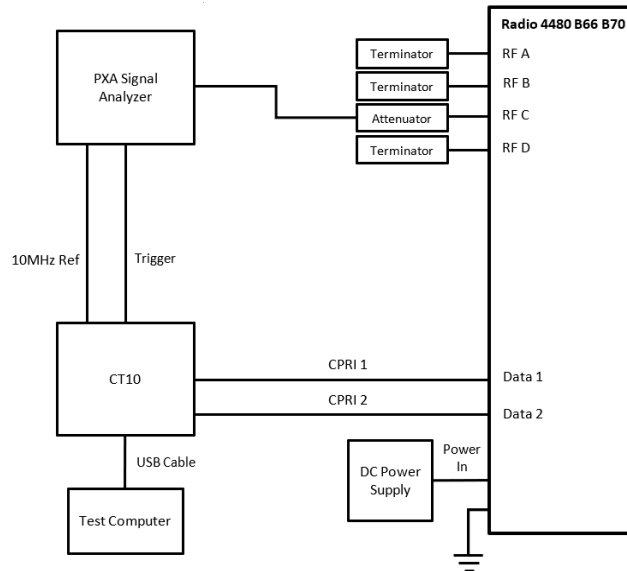 Radio 4480 B66 B70
PXA Signal
Analyzer
Terminator
RF A
Terminator
RF B
Attenuator
RF C
Terminator
RF D
10MHz Ref
Trigger
CT10
CPRI 1
Data 1
CPRI 2
Data 2
USB Cable
Power
In
DC Power
Supply
Test Computer